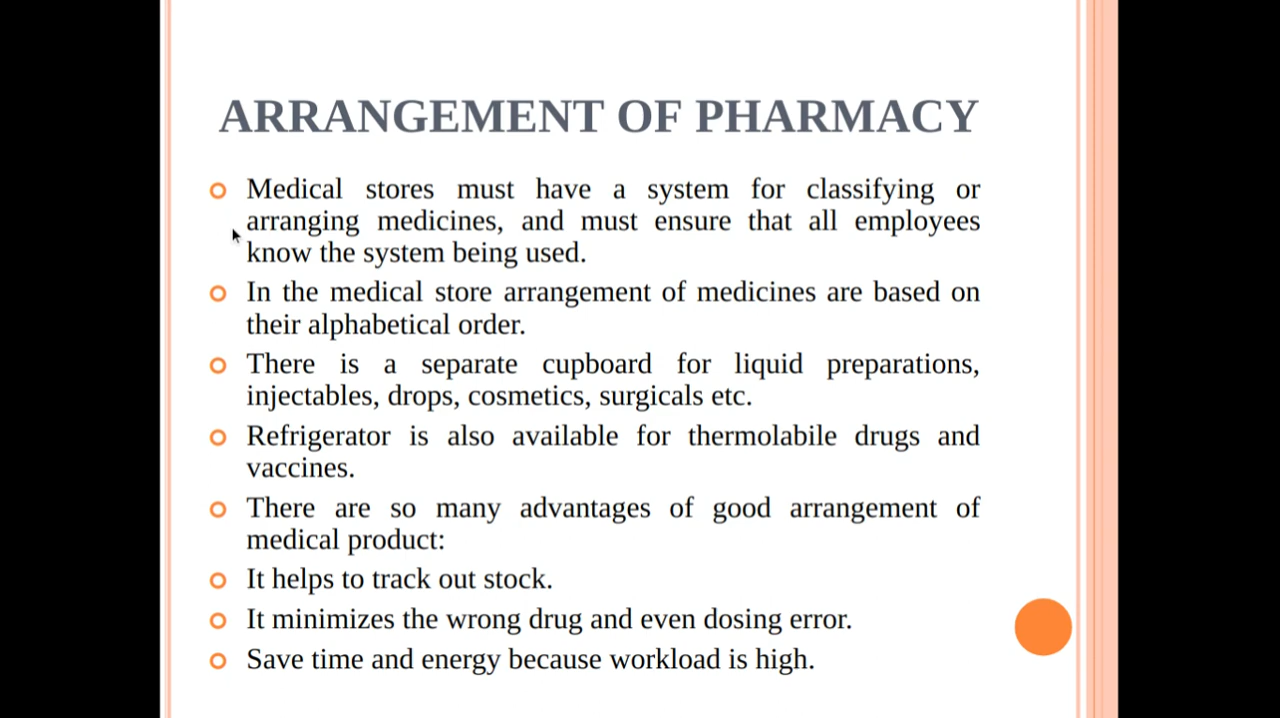 ARRANGEMENT OF PHARMACY
Medical stores must have a system for classifying or
arranging medicines, and must ensure that all employees
know the system being used.
In the medical store arrangement of medicines are based on
their alphabetical order.
There is a separate cupboard for liquid preparations,
injectables, drops, cosmetics, surgicals etc.
Refrigerator is also available for thermolabile drugs and
vaccines.
There are so many advantages of good arrangement of
medical product:
It helps to track out stock.
It minimizes the wrong drug and even dosing error.
Save time and energy because workload is high.